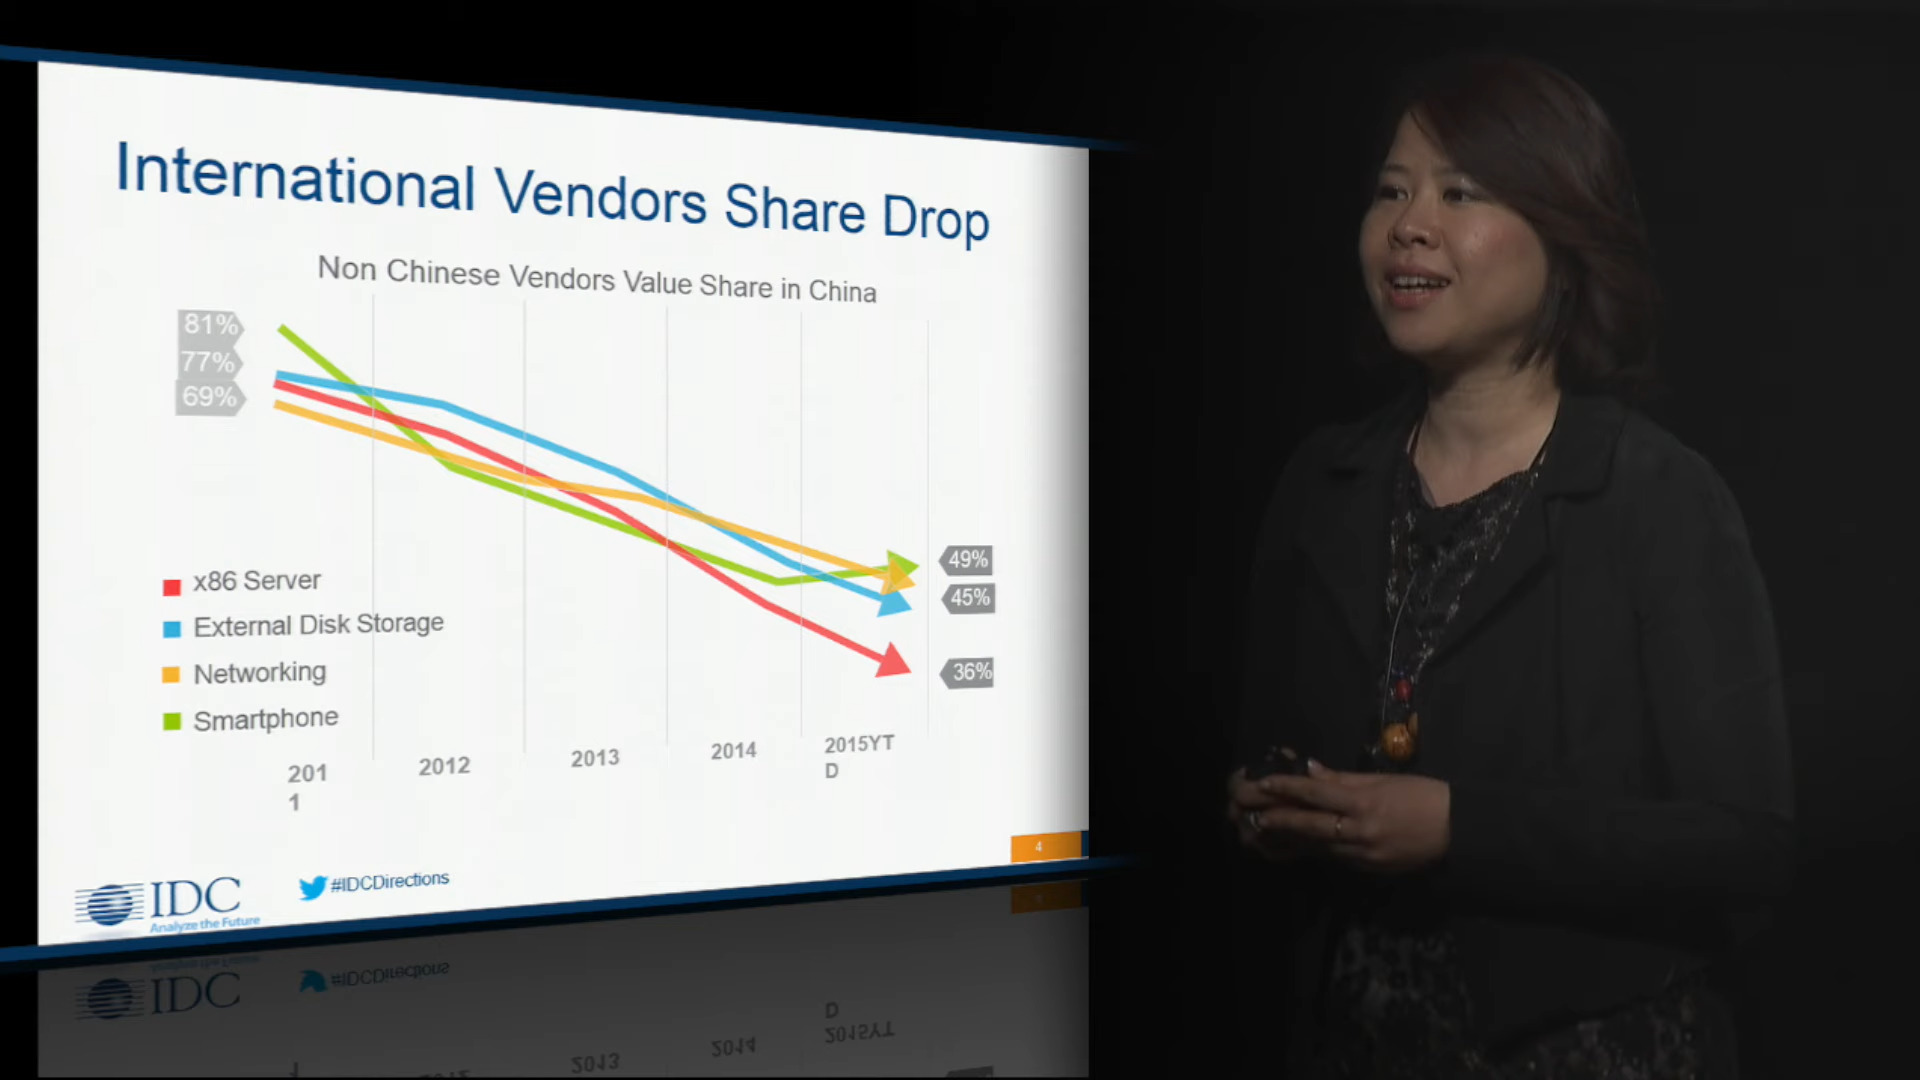 International Vendors Share Drop
Non Chinese Vendors Value Share in China
81%
77%
69%
49%
45%
36%
x86 Server
External Disk Storage
Networking
Smartphone
201
1
2012
2013
2014
2015YT
D
4
IDC
Analyze the Future
#IDCDirections